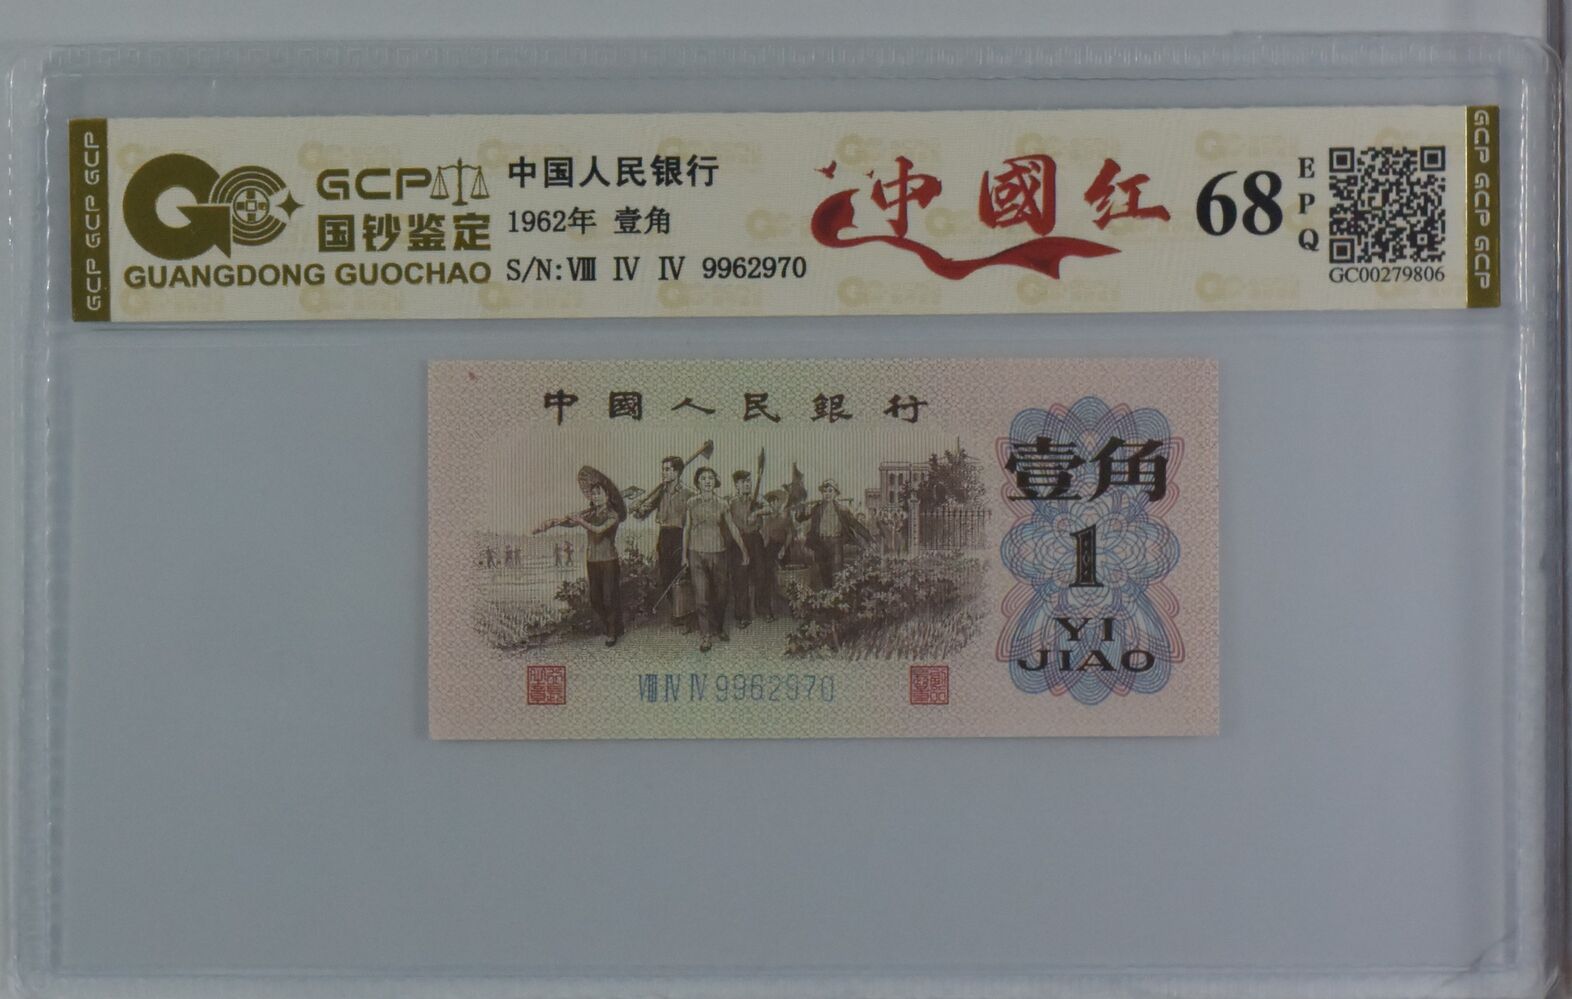 GCP GCP GCP
GCP
国钞鉴定
GUANGDONG GUOCHAO
中国人民银行
1962年 壹角
S/N:Ⅷ Ⅳ Ⅳ 9962970
中國红
68
EPQ
GC00279806
GCP GCP GCP
中國人民銀行
壹角
1
YI
JIAO
Ⅷ Ⅳ Ⅳ 9962970